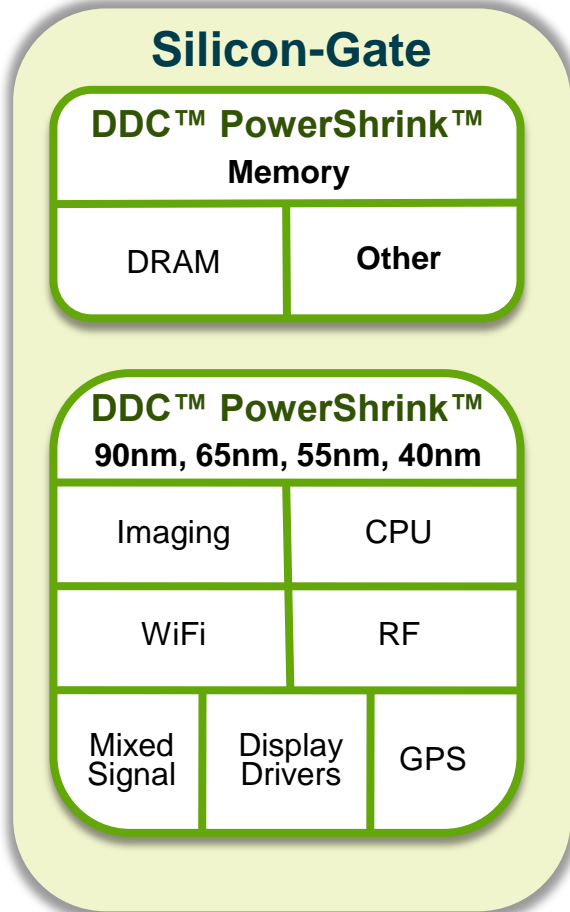 Silicon-Gate
DDC™ PowerShrink™
Memory
DRAM
Other
DDC™ PowerShrink™
90nm, 65nm, 55nm, 40nm
Imaging
CPU
WiFi
RF
Mixed
Signal
Display
Drivers
GPS